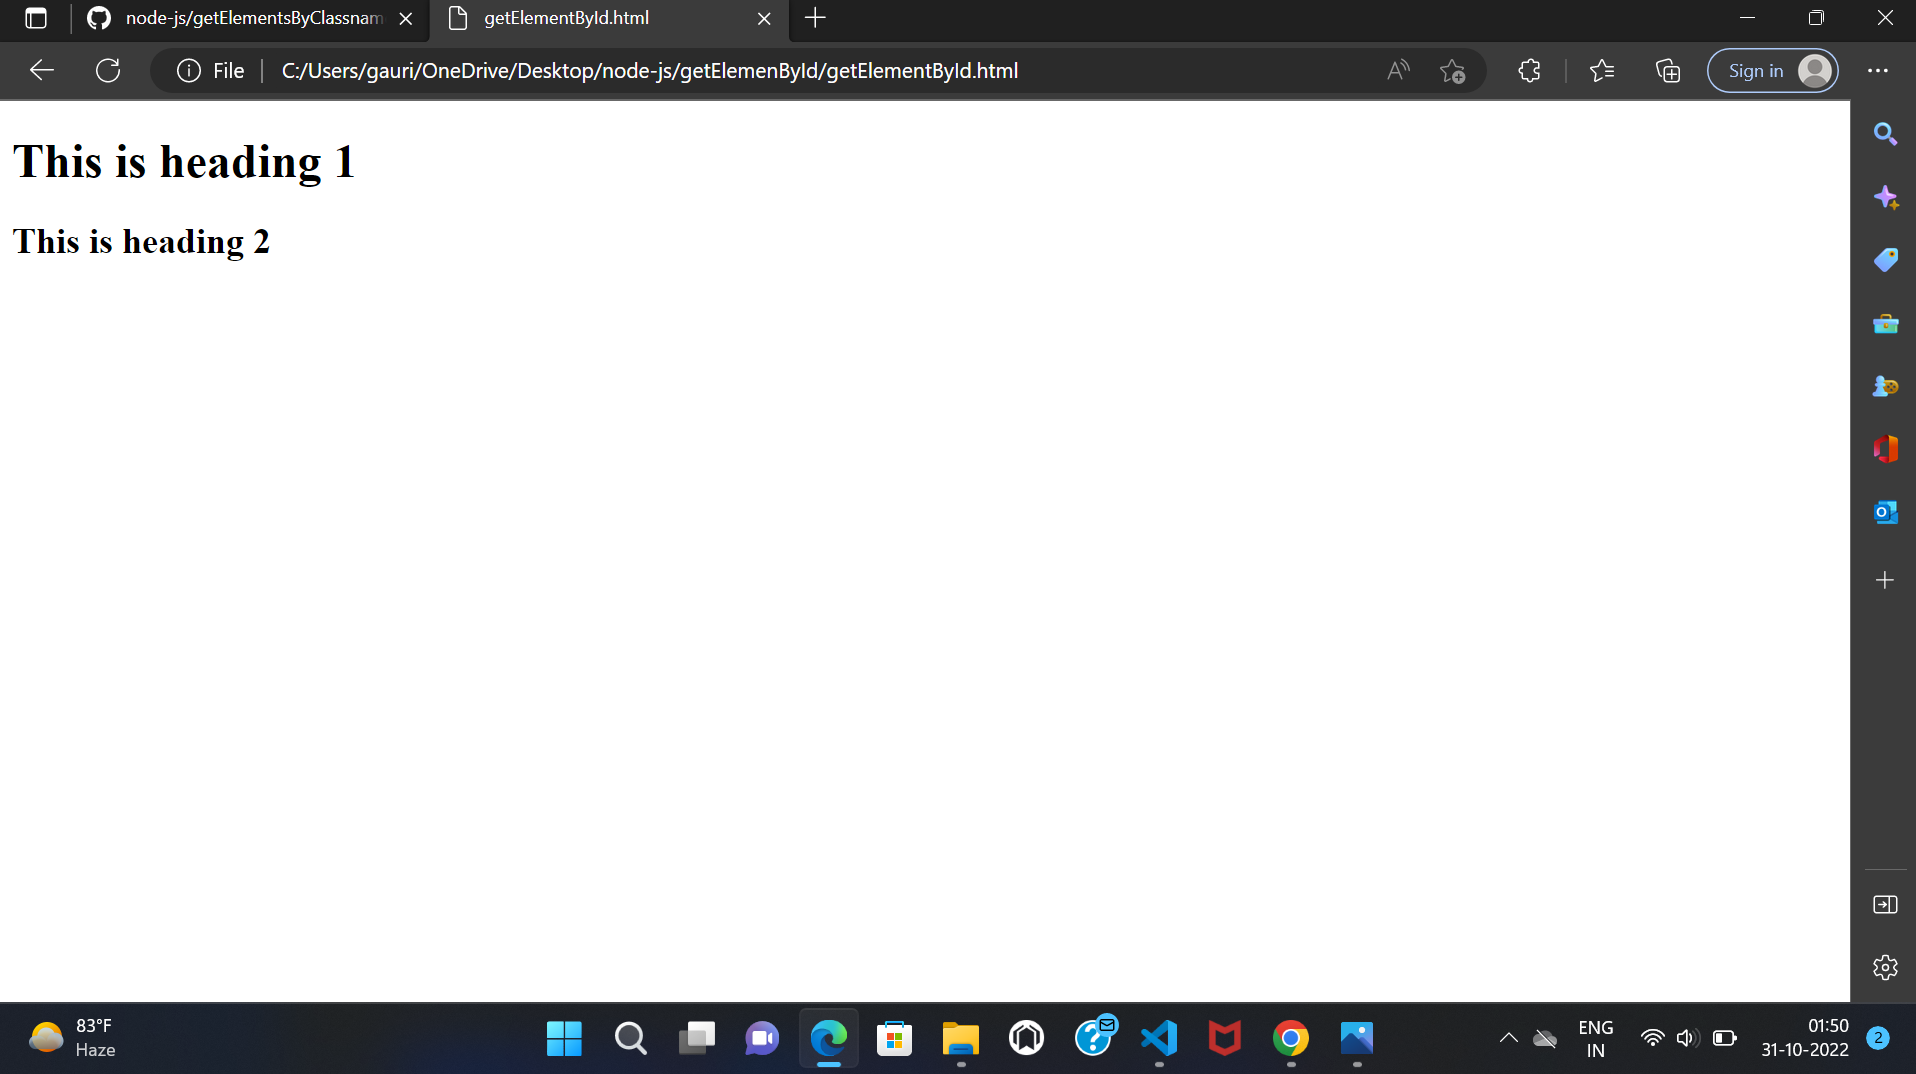 node-js/getElementsByClassnam
getElementById.html
File
C:/Users/gauri/OneDrive/Desktop/node-js/getElemenById/getElementById.html
Sign in
This is heading 1
This is heading 2
83°F
Haze
ENG
IN
01:50
31-10-2022
2